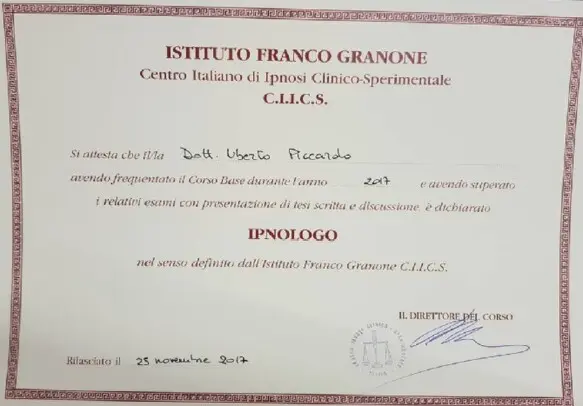 ISTITUTO FRANCO GRANONE
Centro Italiano di Ipnosi Clinico-Sperimentale
C.I.I.C.S.
Si attesta che Il/la Dott. Uberto Piccardo
avendo frequentato il Corso Base durante l'anno 2017 e avendo superato
i relativi esami con presentazione di tesi scritta e discussione, è dichiarato
IPNOLOGO
nel senso definito dall'Istituto Franco Granone C.I.I.C.S.
IL DIRETTORE DEL CORSO
Rilasciato il 25 novembre 2017